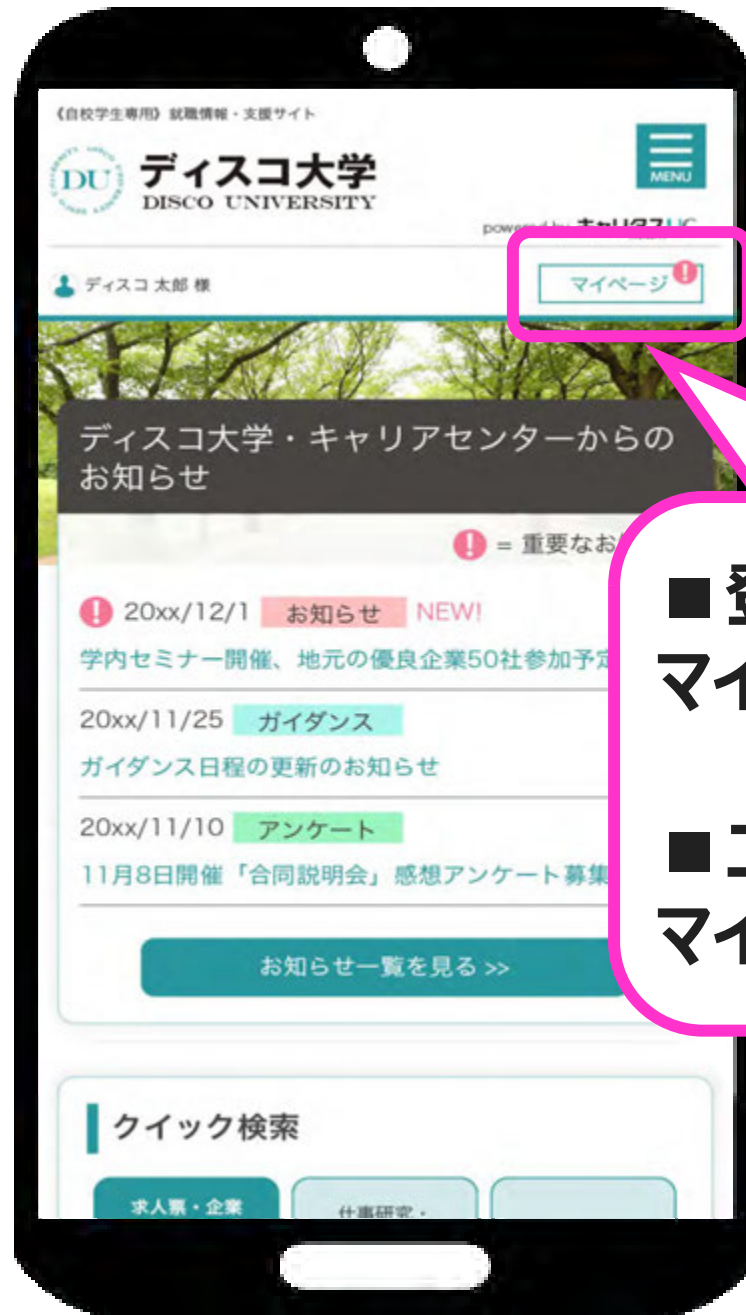 《自校学生専用》就職情報・支援サイト
DU ディスコ大学
DISCO UNIVERSITY
MENU
powered by
ディスコ 太郎 様
マイページ
ディスコ大学・キャリアセンターからの
お知らせ
= 重要なお
20xx/12/1 お知らせ NEW!
学内セミナー開催、地元の優良企業50社参加予定
20xx/11/25 ガイダンス
ガイダンス日程の更新のお知らせ
20xx/11/10 アンケート
11月8日開催「合同説明会」感想アンケート募集
お知らせ一覧を見る >>
■
マイ
■
マイ
クイック検索
求人票・企業
仕事研究・